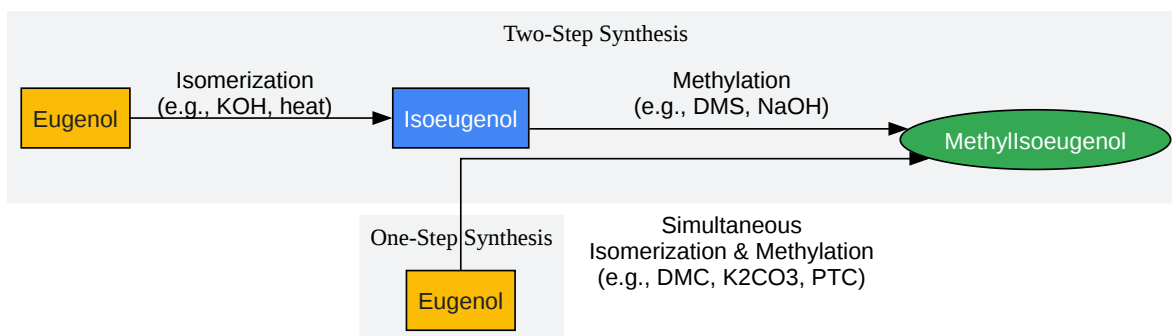 Two-Step Synthesis
Isomerization
(e.g., KOH, heat)
Methylation
(e.g., DMS, NaOH)
Eugenol
Isoeugenol
MethylIsoeugenol
One-Step Synthesis
Simultaneous
Isomerization & Methylation
(e.g., DMC, K2CO3, PTC)
Eugenol